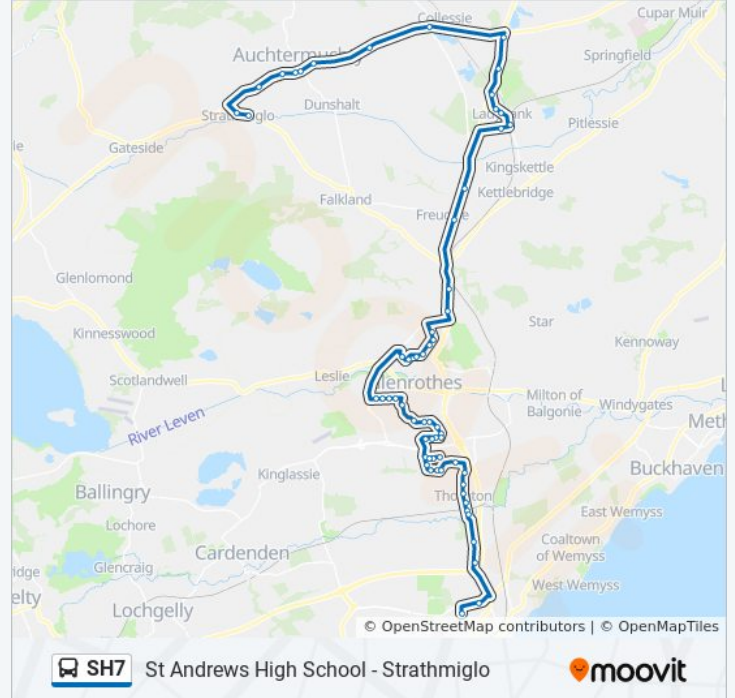 Collessie
Cupar Muir
Auchtermuchty
Springfield
Dunshalt
Strathmiglo
Ladybank
Pitlessie
Gateside
Kingskettle
Falkland
Kettlebridge
Freuchie
Glenlomond
Star
Kinnesswood
Kennoway
Leslie
Glenrothes
Scotlandwell
Milton of
Balgonie
Windygates
River Leven
Meth
Buckhaven
Kinglassie
Ballingry
Thornton
East Wemyss
Lochore
Coaltown
of Wemyss
Cardenden
Glencraig
West Wemyss
Lochgelly
© OpenStreetMap contributors | © OpenMapTiles
SH7 St Andrews High School - Strathmiglo
moovit